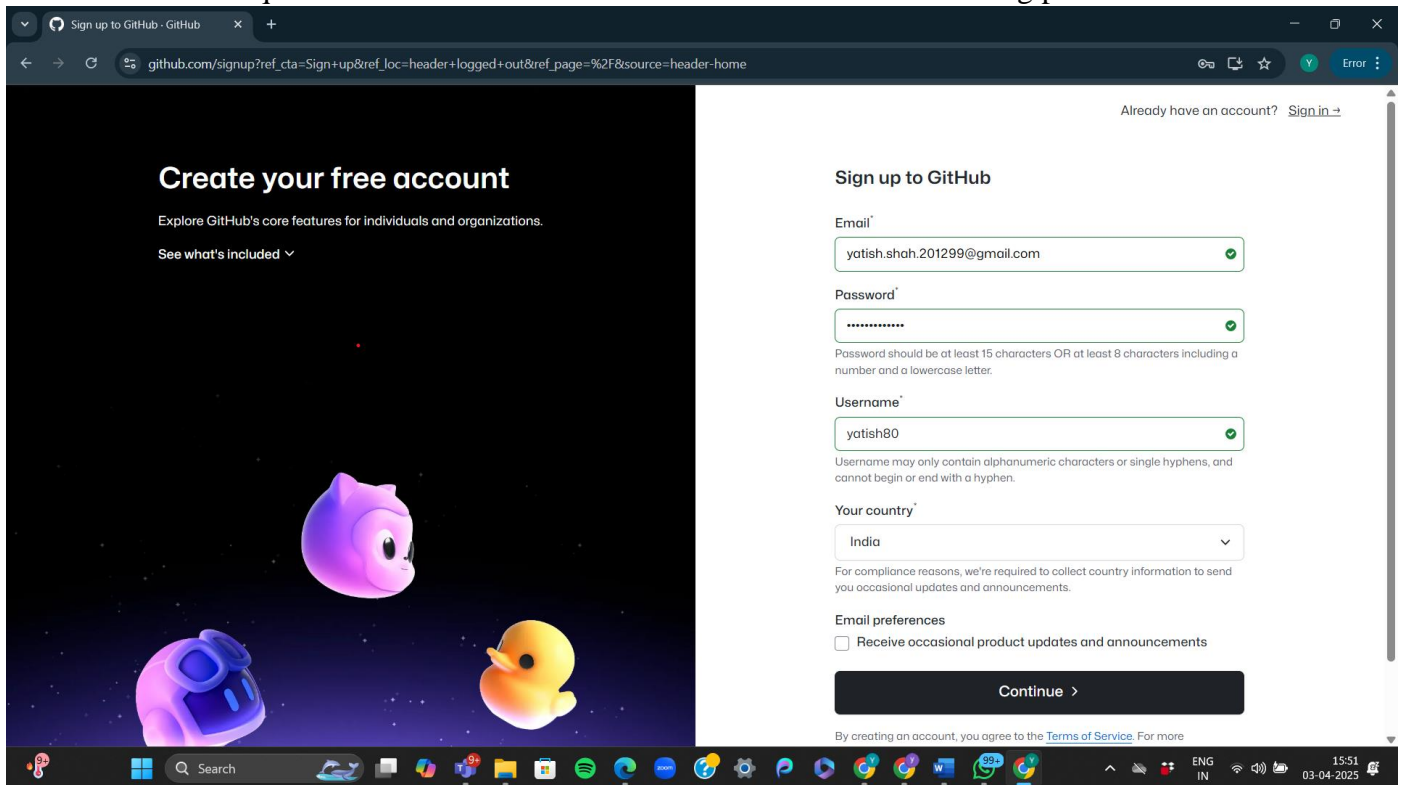 Sign up to GitHub · GitHub
github.com/signup?ref_cta=Sign+up&ref_loc=header+logged+out&ref_page=%2F&source=header-home
Y
Error
Already have an account? Sign in →
Create your free account
Explore GitHub's core features for individuals and organizations.
See what's included
Sign up to GitHub
Email*
yatish.shah.201299@gmail.com
Password*
•••••••••••••
Password should be at least 15 characters OR at least 8 characters including a
number and a lowercase letter.
Username*
yatish80
Username may only contain alphanumeric characters or single hyphens, and
cannot begin or end with a hyphen.
Your country*
India
For compliance reasons, we're required to collect country information to send
you occasional updates and announcements.
Email preferences
Receive occasional product updates and announcements
Continue >
By creating an account, you agree to the Terms of Service. For more
9+
Search
9+
zoom
99+
ENG
IN
15:51
03-04-2025